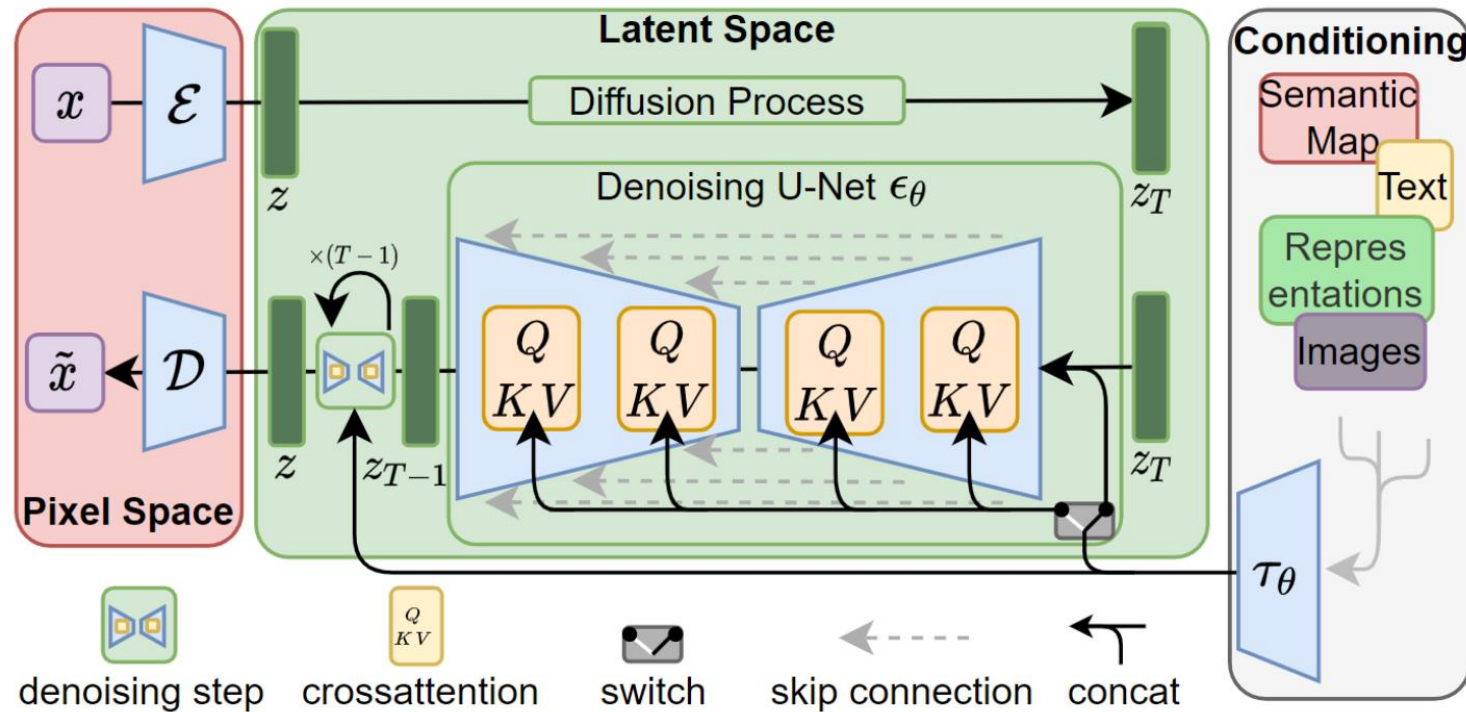 Latent Space
Conditioning
x
ℰ
Diffusion Process
z
z_T
Semantic
Map
Text
Repres
entations
Images
Denoising U-Net ϵ_θ
×(T−1)
Q
KV
Q
KV
Q
KV
Q
KV
x̃
𝒟
z
z_{T−1}
z_T
Pixel Space
τ_θ
Q
KV
denoising step
crossattention
switch
skip connection
concat